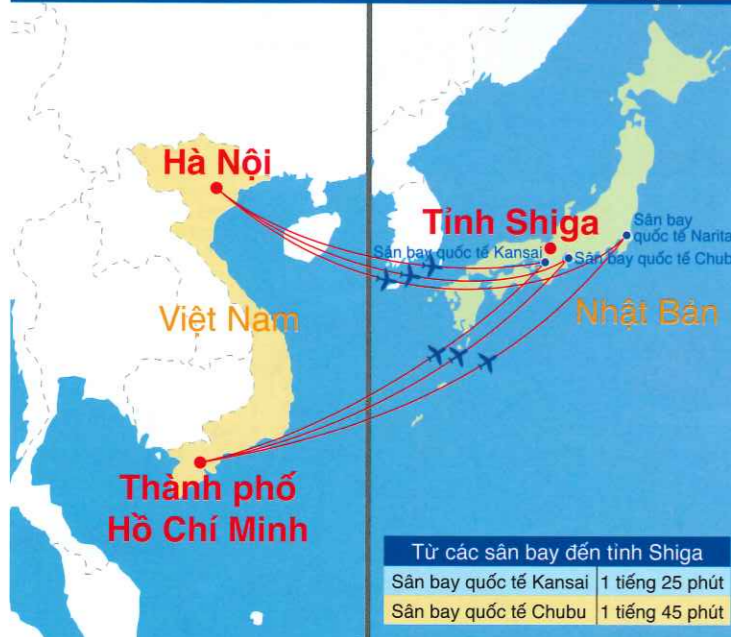 Hà Nội
Tỉnh Shiga
Sân bay
quốc tế Narita
Sân bay quốc tế Kansai
Sân bay quốc tế Chub
Việt Nam
Nhật Bản
Thành phố
Hồ Chí Minh
Từ các sân bay đến tỉnh Shiga
Sân bay quốc tế Kansai 1 tiếng 25 phút
Sân bay quốc tế Chubu 1 tiếng 45 phút